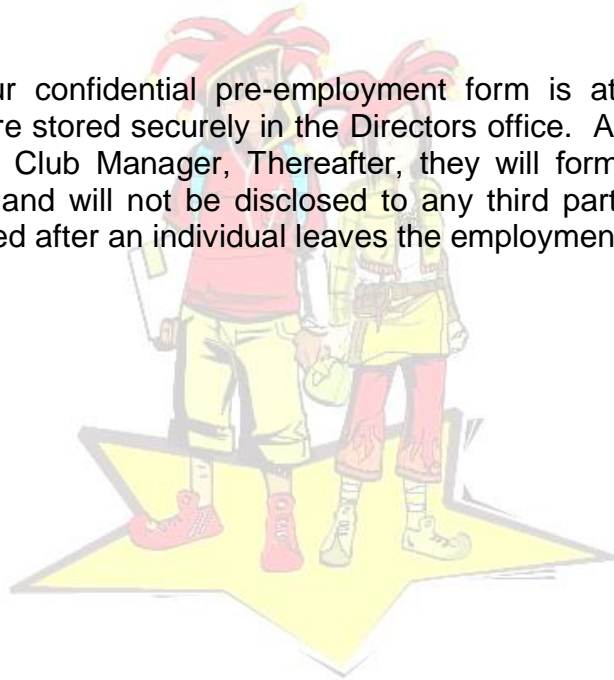 ur confidential pre-employment form is at
re stored securely in the Directors office. A
Club Manager, Thereafter, they will form
and will not be disclosed to any third part
ed after an individual leaves the employmen